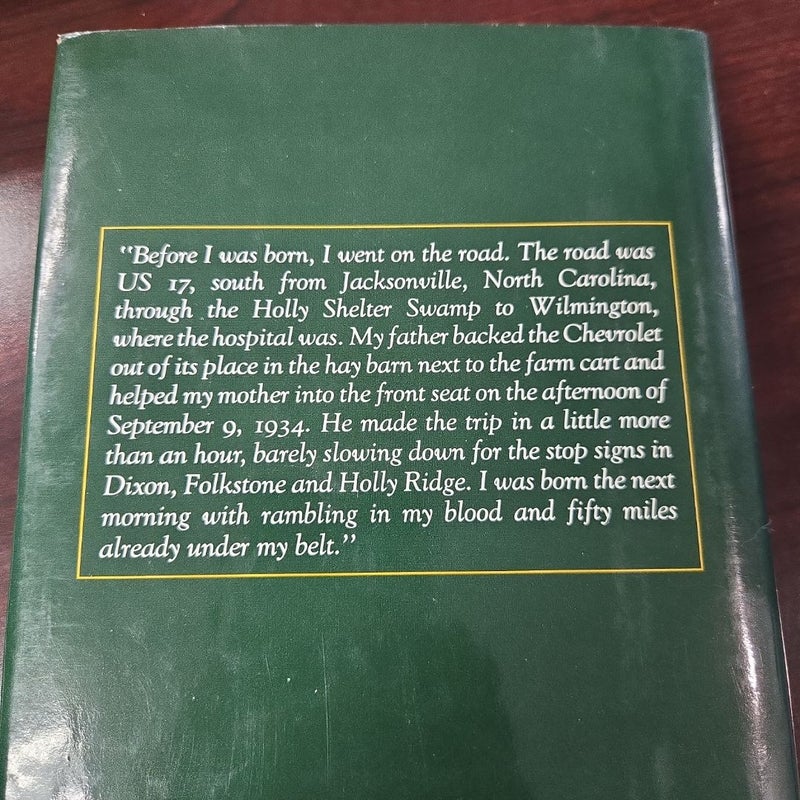 "Before I was born, I went on the road. The road was
US 17, south from Jacksonville, North Carolina,
through the Holly Shelter Swamp to Wilmington,
where the hospital was. My father backed the Chevrolet
out of its place in the hay barn next to the farm cart and
helped my mother into the front seat on the afternoon of
September 9, 1934. He made the trip in a little more
than an hour, barely slowing down for the stop signs in
Dixon, Folkstone and Holly Ridge. I was born the next
morning with rambling in my blood and fifty miles
already under my belt."